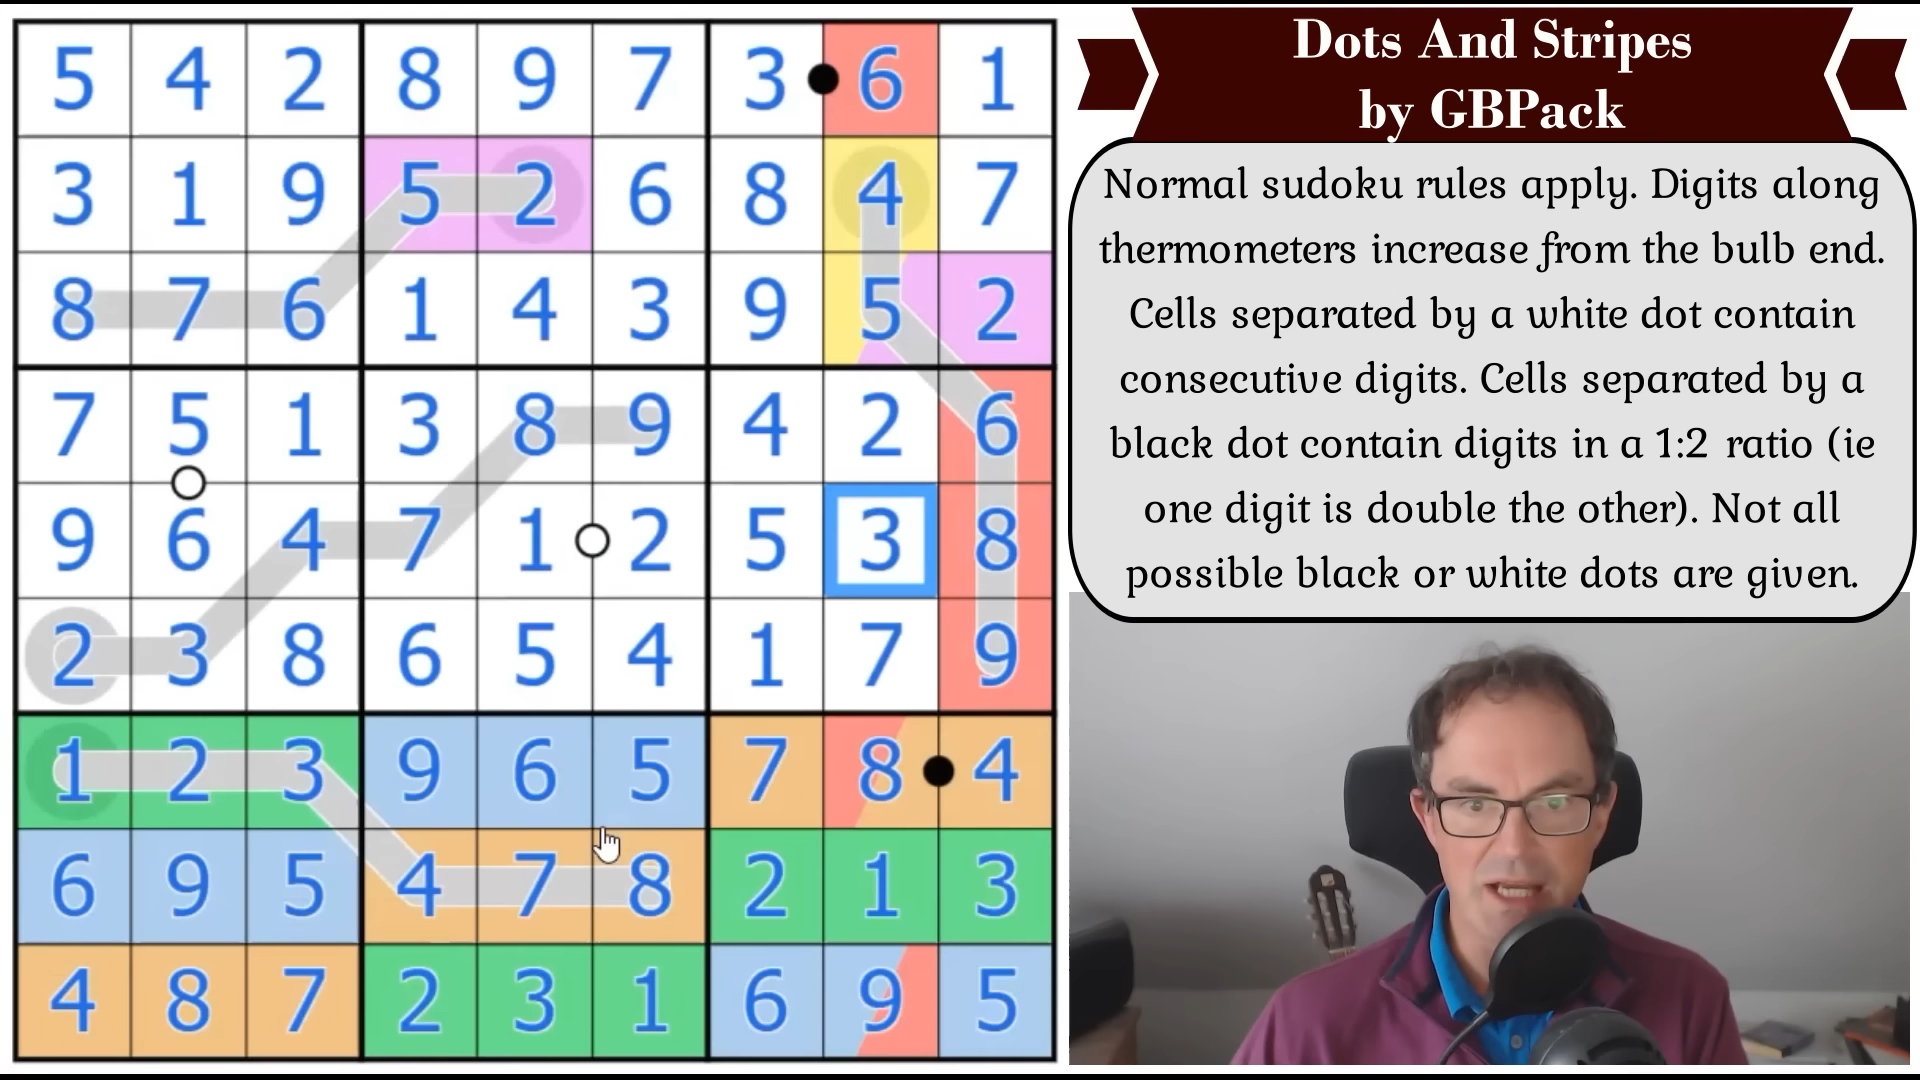 5 4 2 8 9 7 3 6 1
3 1 9 5 2 6 8 4 7
8 7 6 1 4 3 9 5 2
7 5 1 3 8 9 4 2 6
9 6 4 7 1 2 5 3 8
2 3 8 6 5 4 1 7 9
1 2 3 9 6 5 7 8 4
6 9 5 4 7 8 2 1 3
4 8 7 2 3 1 6 9 5
Dots And Stripes
by GBPack
Normal sudoku rules apply. Digits along
thermometers increase from the bulb end.
Cells separated by a white dot contain
consecutive digits. Cells separated by a
black dot contain digits in a 1:2 ratio (ie
one digit is double the other). Not all
possible black or white dots are given.